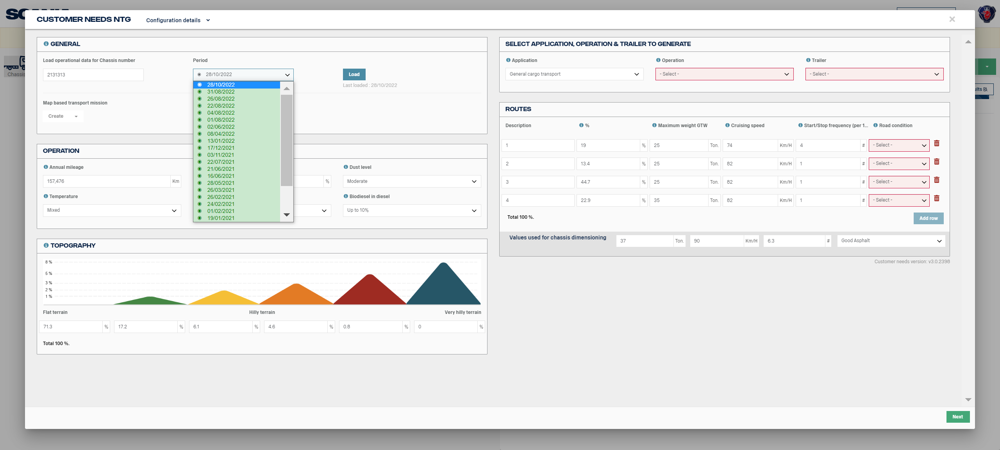 CUSTOMER NEEDS NTG
Configuration details
GENERAL
Load operational data for Chassis number
Period
2131313
28/10/2022
Load
Last loaded : 28/10/2022
28/10/2022
31/08/2022
26/08/2022
22/08/2022
04/08/2022
01/08/2022
02/06/2022
08/04/2022
13/01/2022
17/12/2021
03/11/2021
22/07/2021
21/06/2021
16/06/2021
28/05/2021
26/03/2021
26/02/2021
24/02/2021
01/02/2021
19/01/2021
Map based transport mission
Create
Chassis
OPERATION
Annual mileage
Dust level
157,476 Km
%
Moderate
Temperature
Biodiesel in diesel
Mixed
Up to 10%
TOPOGRAPHY
8 %
5 %
3 %
2 %
1 %
Flat terrain Hilly terrain Very hilly terrain
71.3 % 17.2 % 6.1 % 4.6 % 0.8 % 0 %
Total 100 %.
SELECT APPLICATION, OPERATION & TRAILER TO GENERATE
Application Operation Trailer
General cargo transport - Select - - Select -
ROUTES
Description % Maximum weight GTW Cruising speed Start/Stop frequency (per 1... Road condition
1 19 % 25 Ton. 74 Km/H 4 # - Select -
2 13.4 % 25 Ton. 82 Km/H 1 # - Select -
3 44.7 % 25 Ton. 82 Km/H 1 # - Select -
4 22.9 % 35 Ton. 82 Km/H 1 # - Select -
Total 100 %.
Add row
Values used for chassis dimensioning 37 Ton. 90 Km/H 6.3 # Good Asphalt
Customer needs version: v3.0.2398
Next